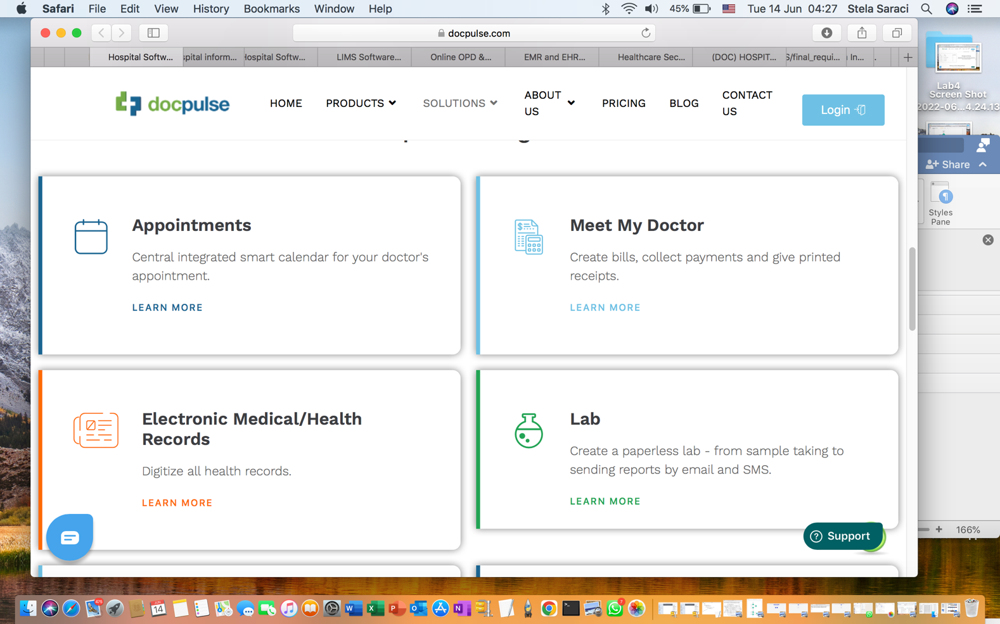 Safari File Edit View History Bookmarks Window Help 45% Tue 14 Jun 04:27 Stela Saraci
docpulse.com
Hospital Softw... spital inform... Hospital Softw... LIMS Software... Online OPD &... EMR and EHR... Healthcare Sec... (DOC) HOSPIT... S/final_requi... In...
docpulse
HOME
PRODUCTS
SOLUTIONS
ABOUT
US
PRICING
BLOG
CONTACT
US
Login
Appointments
Central integrated smart calendar for your doctor's
appointment.
LEARN MORE
Meet My Doctor
Create bills, collect payments and give printed
receipts.
LEARN MORE
Electronic Medical/Health
Records
Digitize all health records.
LEARN MORE
Lab
Create a paperless lab - from sample taking to
sending reports by email and SMS.
LEARN MORE
? Support
Lab4
Screen Shot
2022-06...4.24.13
Share
Styles
Pane
166%
475
JUN
14
7